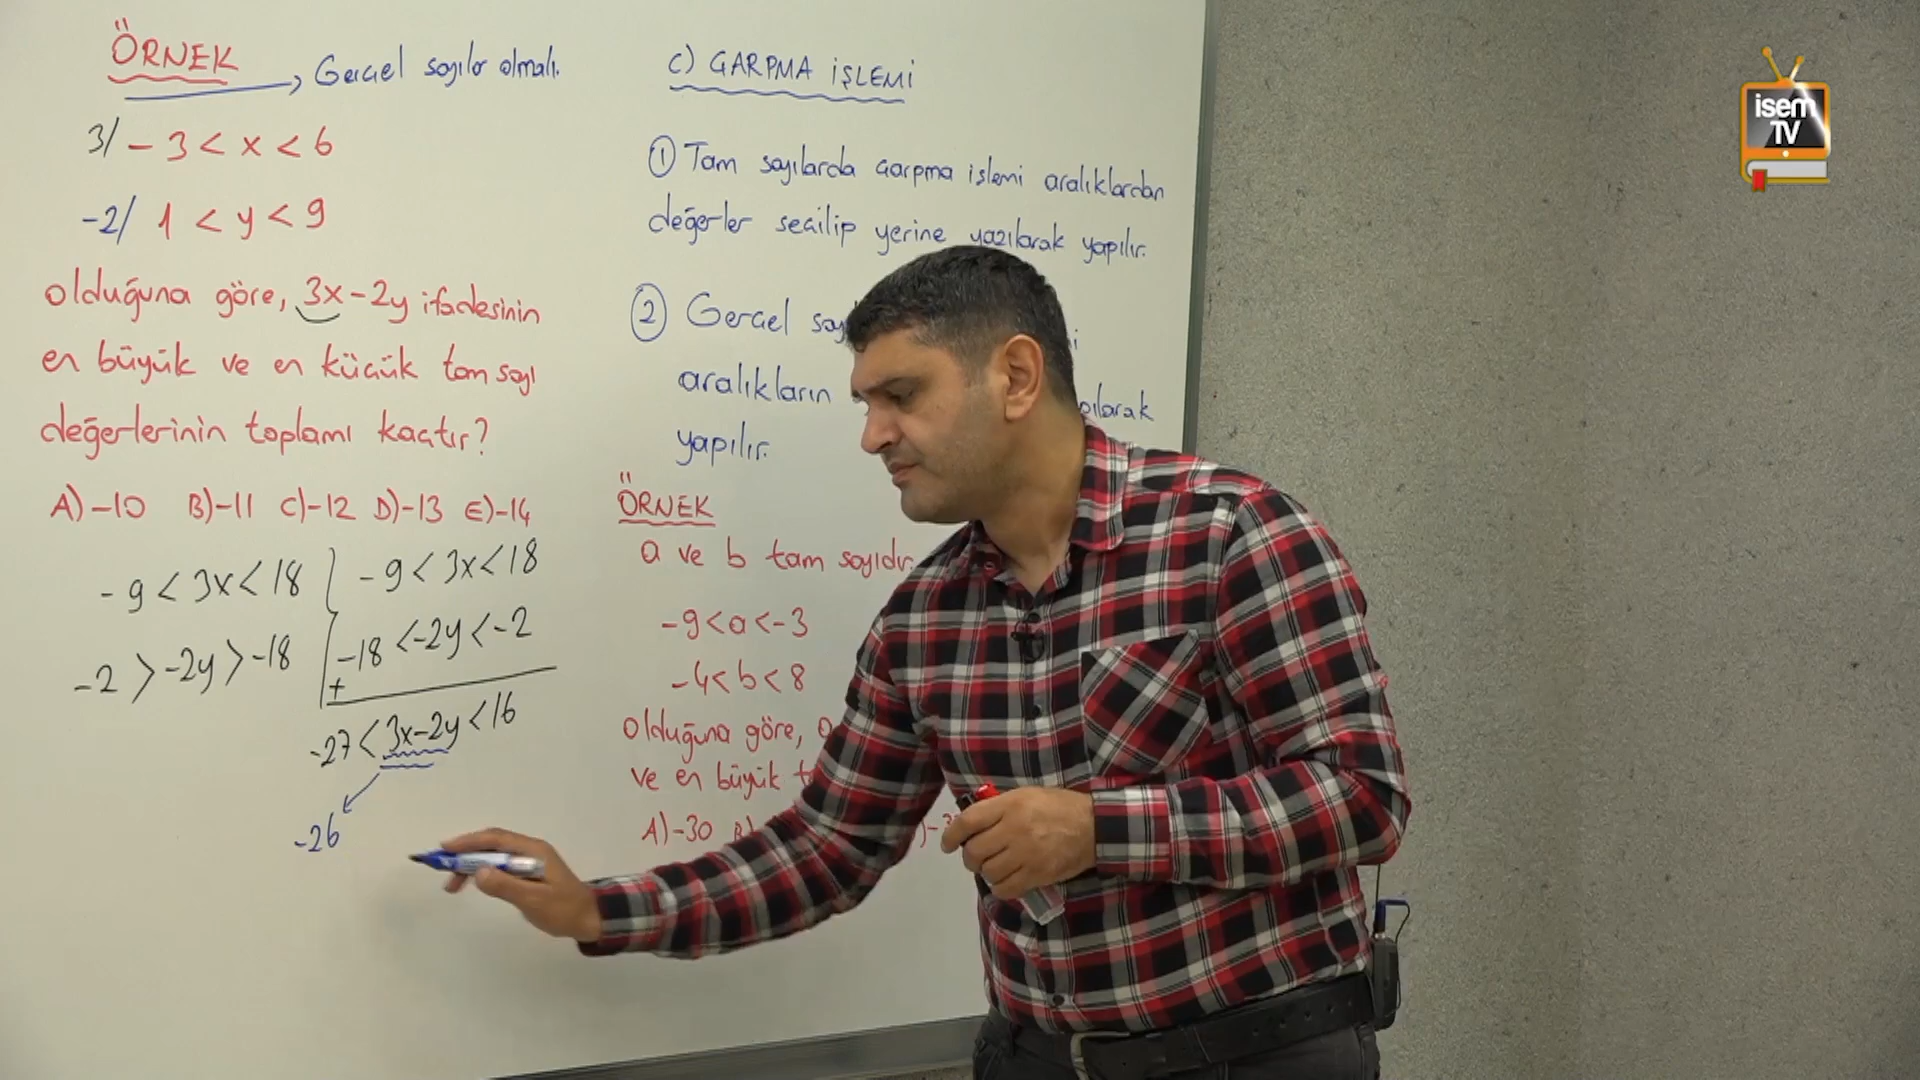 ÖRNEK
Gerçel sayılar olmalı.
3/ -3 < x < 6
-2/ 1 < y < 9
olduğuna göre, 3x-2y ifadesinin
en büyük ve en küçük tam sayı
değerlerinin toplamı kaçtır?
A)-10 B)-11 C)-12 D)-13 E)-14
-9 < 3x < 18
-2 > -2y > -18
-9 < 3x < 18
-18 < -2y < -2
+
-27 < 3x-2y < 16
-26
c) ÇARPMA İŞLEMİ
① Tam sayılarda çarpma işlemi aralıklardan
değerler seçilip yerine yazılarak yapılır.
② Gerçel
aralıkların
yapılır.
ÖRNEK
a ve b tam sayıdır.
-9<a<-3
-4<b<8
olduğuna göre,
ve en büyük
A)-30
isem
TV